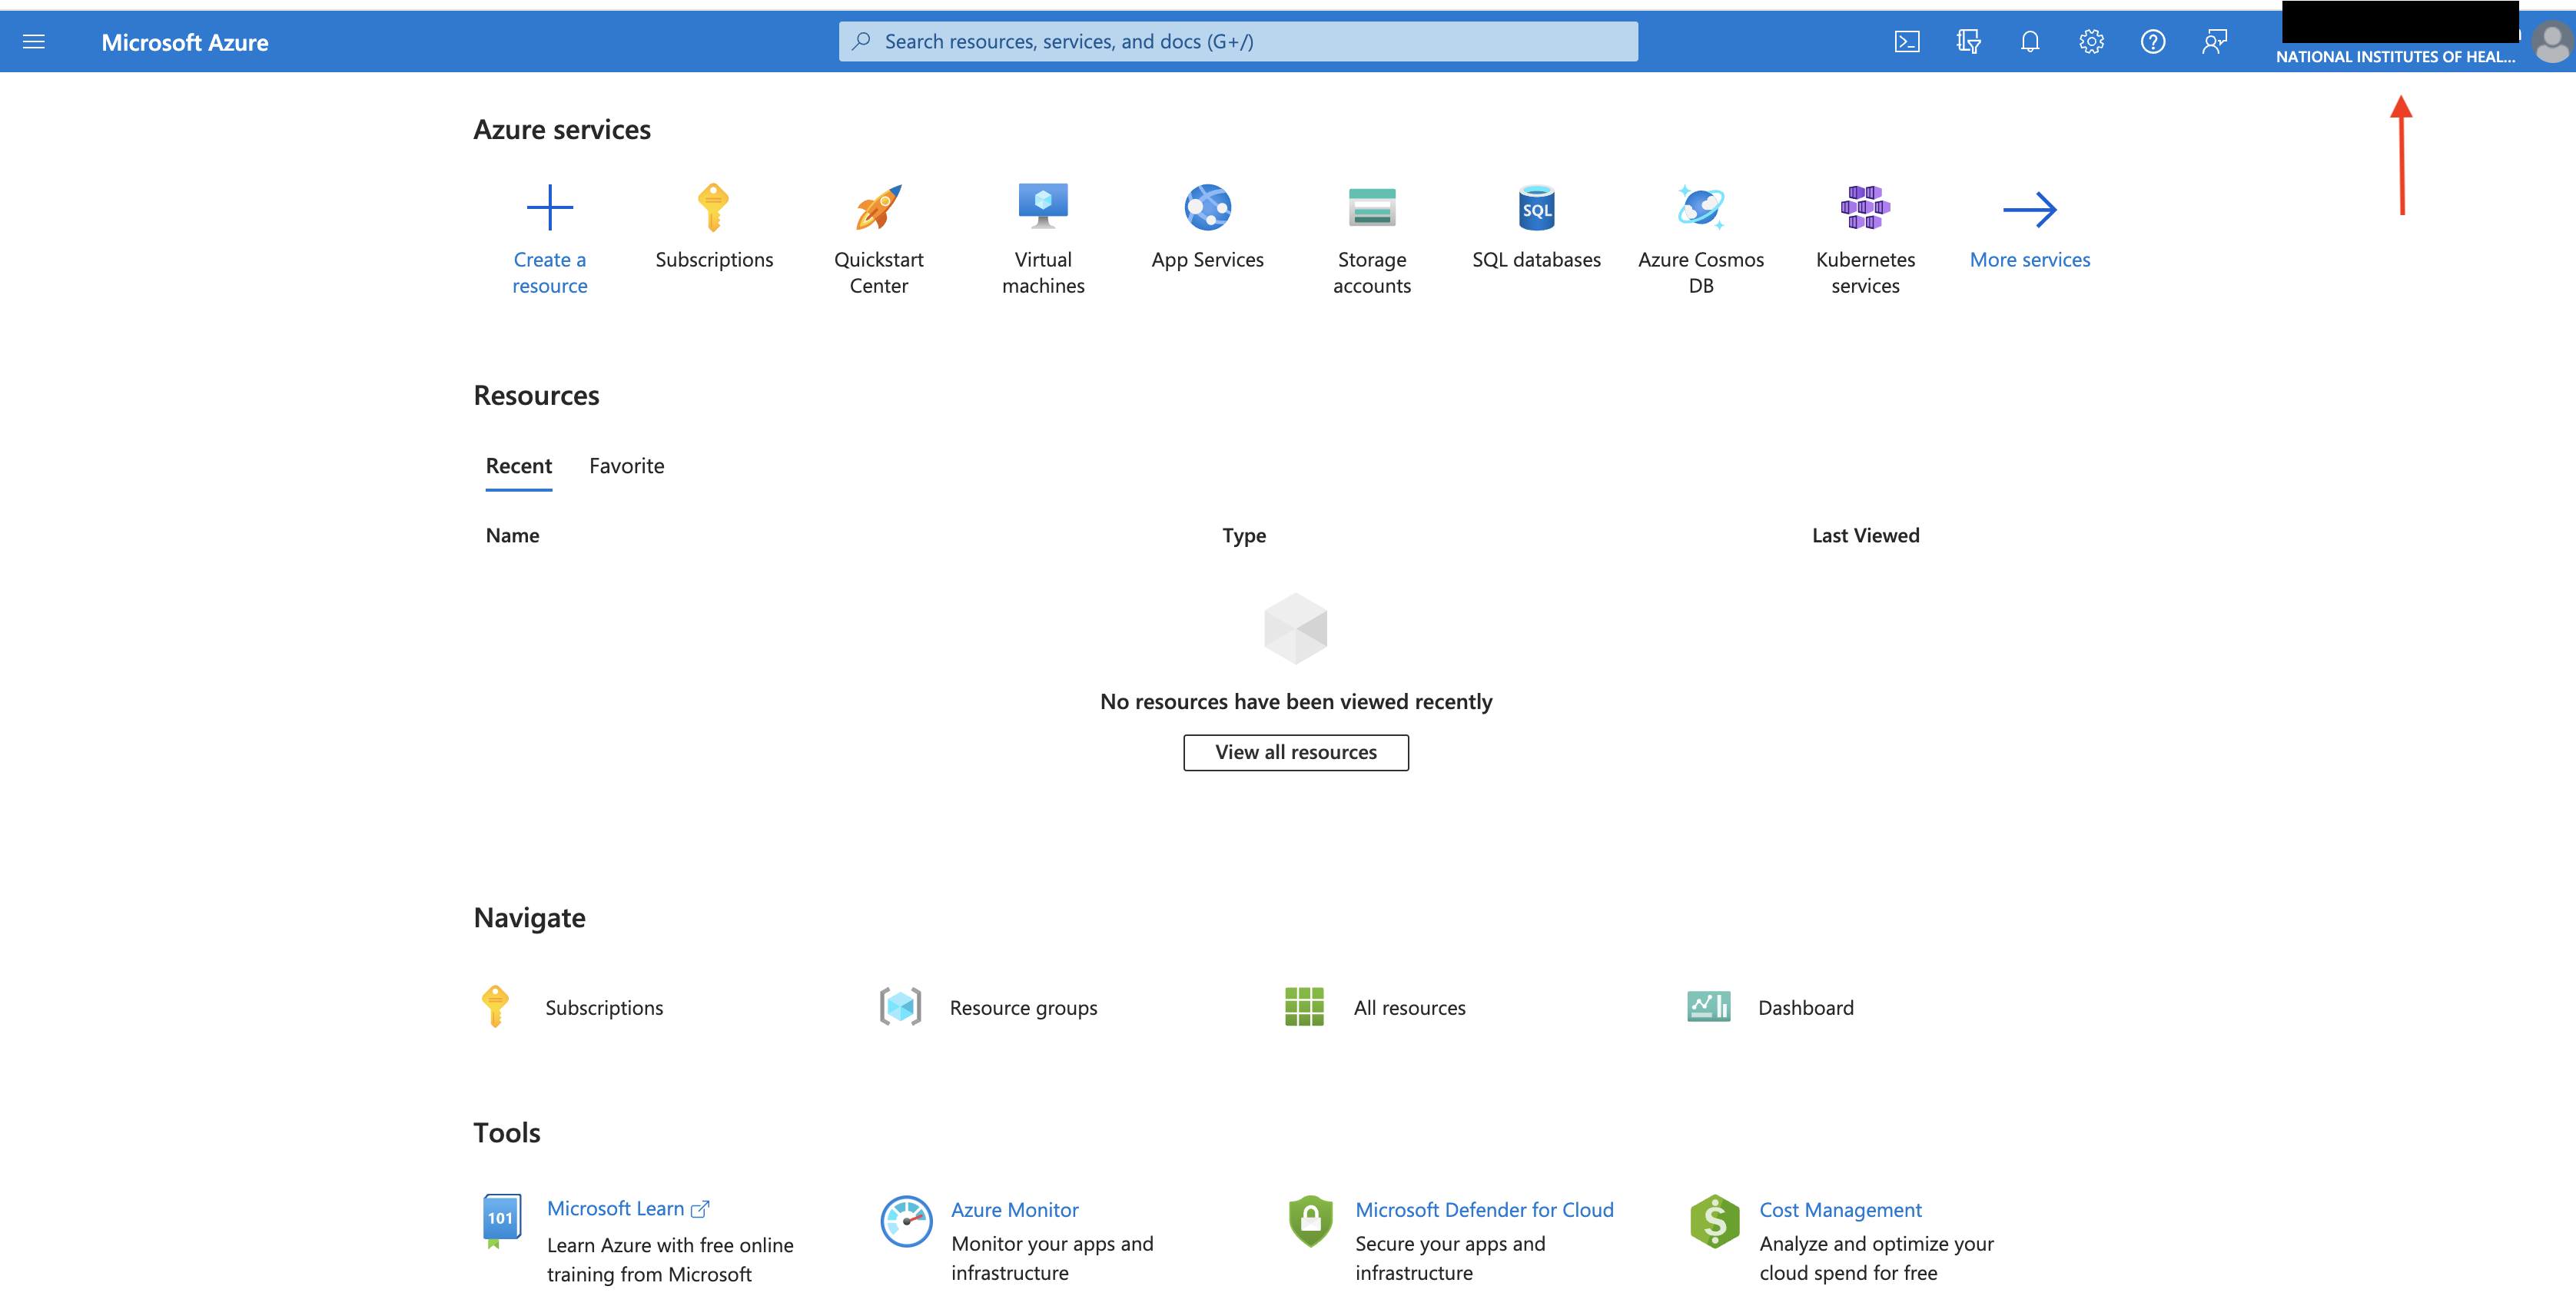 Microsoft Azure
Search resources, services, and docs (G+/)
NATIONAL INSTITUTES OF HEAL...
Azure services
Create a
resource
Subscriptions
Quickstart
Center
Virtual
machines
App Services
Storage
accounts
SQL
SQL databases
Azure Cosmos
DB
Kubernetes
services
More services
Resources
Recent
Favorite
Name
Type
Last Viewed
No resources have been viewed recently
View all resources
Navigate
Subscriptions
Resource groups
All resources
Dashboard
Tools
101
Microsoft Learn
Learn Azure with free online
training from Microsoft
Azure Monitor
Monitor your apps and
infrastructure
Microsoft Defender for Cloud
Secure your apps and
infrastructure
Cost Management
Analyze and optimize your
cloud spend for free